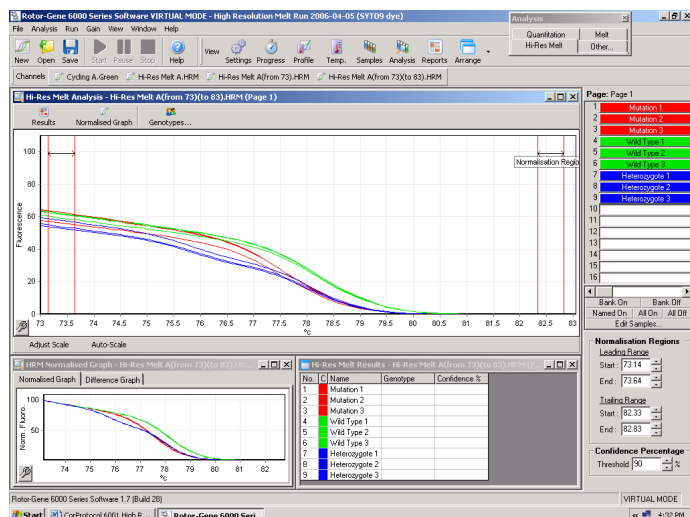 Rotor-Gene 6000 Series Software VIRTUAL MODE - High Resolution Melt Run 2006-04-05 (SYTO9 dye)
File Analysis Run Gain View Window Help
New Open Save Start Pause Stop Help View Settings Progress Profile Temp. Samples Analysis Reports Arrange
Analysis
Quantitation Melt
Hi-Res Melt Other...
Channels Cycling A.Green Hi-Res Melt A.HRM Hi-Res Melt A(from 73).HRM Hi-Res Melt A(from 73)(to 83).HRM
Hi-Res Melt Analysis - Hi-Res Melt A(from 73)(to 83).HRM (Page 1)
Results Normalised Graph Genotypes...
Normalisation Regio
Fluorescence
100
80
60
40
20
0
73 73.5 74 74.5 75 75.5 76 76.5 77 77.5 78 78.5 79 79.5 80 80.5 81 81.5 82 82.5 83
°C
Adjust Scale Auto-Scale
Page: Page 1
1 Mutation 1
2 Mutation 2
3 Mutation 3
4 Wild Type 1
5 Wild Type 2
6 Wild Type 3
7 Heterozygote 1
8 Heterozygote 2
9 Heterozygote 3
10
11
12
13
14
15
16
Bank On Bank Off
Named On All On All Off
Edit Samples...
Normalisation Regions
Leading Range
Start: 73.14
End: 73.64
Trailing Range
Start: 82.33
End: 82.83
Confidence Percentage
Threshold 90 %
HRM Normalised Graph - Hi-Res Melt A(from 73)(to 83).HRM
Normalised Graph Difference Graph
Norm. Fluoro.
100
50
74 75 76 77 78 79 80 81 82
°C
Hi-Res Melt Results - Hi-Res Melt A(from 73)(to 83).HRM (P...
No. C Name Genotype Confidence %
1 Mutation 1
2 Mutation 2
3 Mutation 3
4 Wild Type 1
5 Wild Type 2
6 Wild Type 3
7 Heterozygote 1
8 Heterozygote 2
9 Heterozygote 3
Rotor-Gene 6000 Series Software 1.7 (Build 28) VIRTUAL MODE
Start CorProtocol 6001 High R... Rotor-Gene 6000 Seri... 4:32 PM